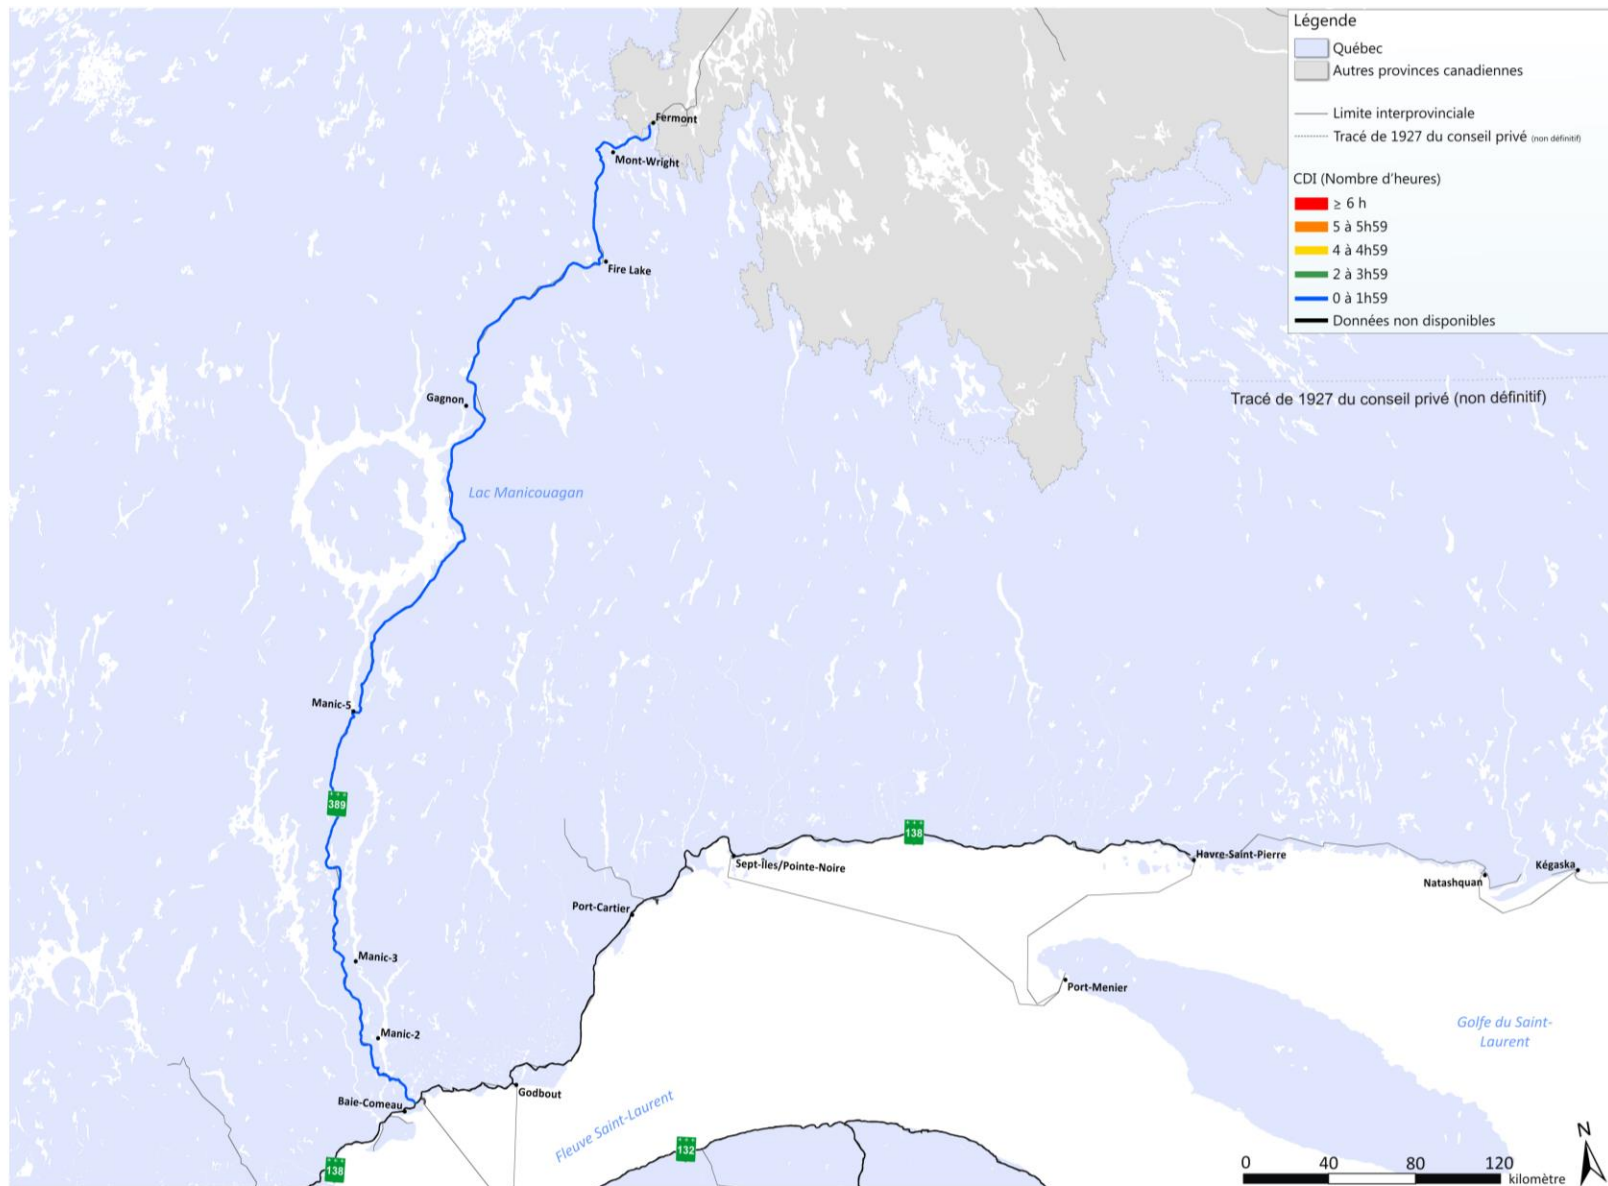 Légende
Québec
Autres provinces canadiennes
Limite interprovinciale
Tracé de 1927 du conseil privé (non définitif)
CDI (Nombre d'heures)
≥ 6 h
5 à 5h59
4 à 4h59
2 à 3h59
0 à 1h59
Données non disponibles
Fermont
Mont-Wright
Fire Lake
Tracé de 1927 du conseil privé (non définitif)
Gagnon
Lac Manicouagan
Manic-5
389
138
Sept-Îles/Pointe-Noire
Havre-Saint-Pierre
Kégaska
Natashquan
Port-Cartier
Manic-3
Port-Menier
Manic-2
Golfe du Saint-
Laurent
Godbout
Baie-Comeau
Fleuve Saint-Laurent
132
138
N
0 40 80 120
kilomètre